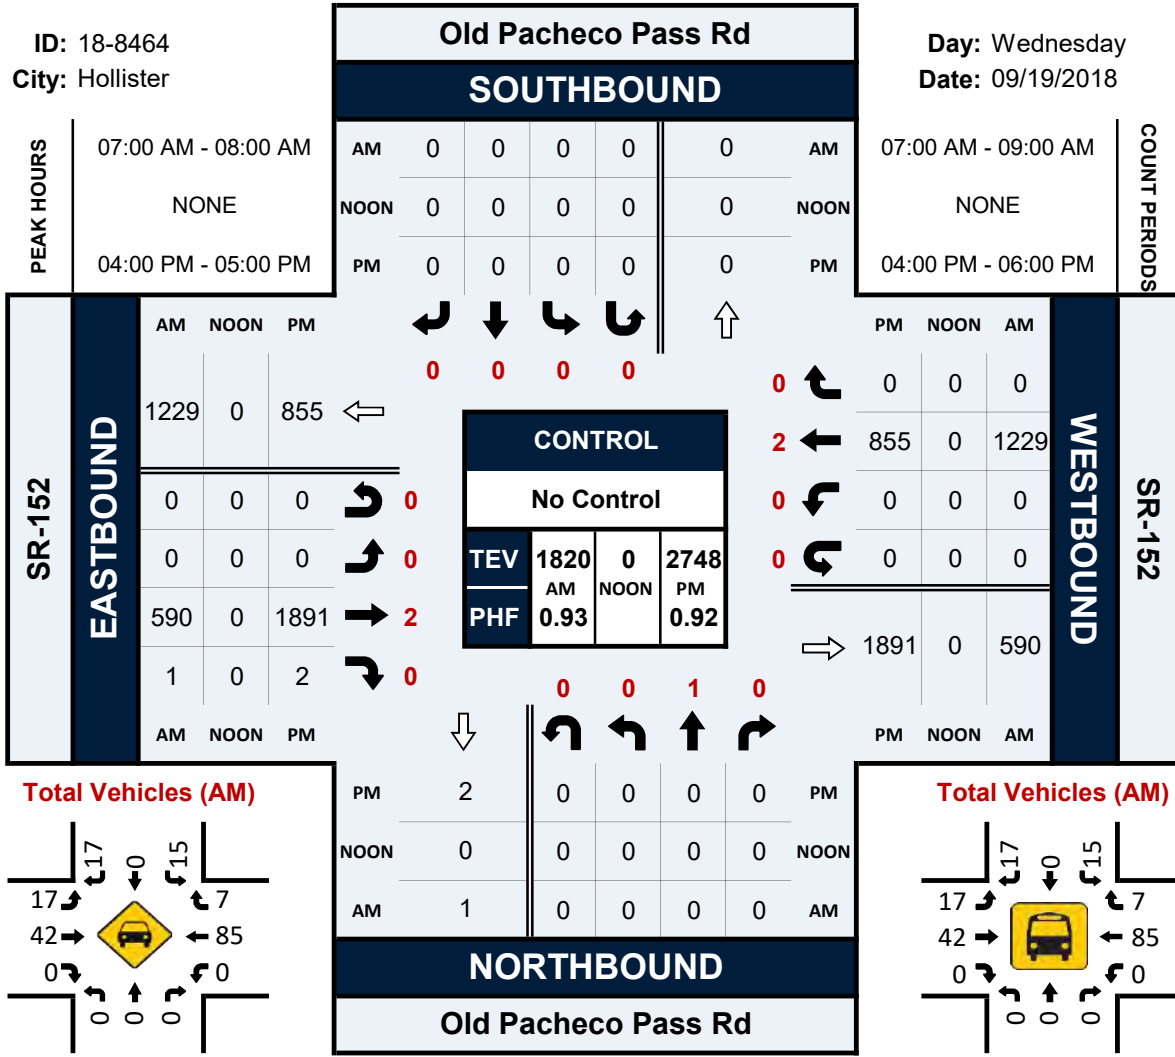 ID: 18-8464
City: Hollister
Old Pacheco Pass Rd
SOUTHBOUND
Day: Wednesday
Date: 09/19/2018
PEAK HOURS
07:00 AM - 08:00 AM
NONE
04:00 PM - 05:00 PM
AM 0 0 0 0 0 AM
NOON 0 0 0 0 0 NOON
PM 0 0 0 0 0 PM
07:00 AM - 09:00 AM
NONE
04:00 PM - 06:00 PM
COUNT PERIODS
0 0 0 0
SR-152
EASTBOUND
AM NOON PM
1229 0 855
0 0 0 0
0 0 0 0
590 0 1891 2
1 0 2 0
AM NOON PM
CONTROL
No Control
TEV 1820 0 2748
AM NOON PM
PHF 0.93 0.92
PM NOON AM
0 0 0 0
2 855 0 1229
0 0 0 0
0 0 0 0
1891 0 590
PM NOON AM
WESTBOUND
SR-152
0 0 1 0
PM 2 0 0 0 0 PM
NOON 0 0 0 0 0 NOON
AM 1 0 0 0 0 AM
NORTHBOUND
Old Pacheco Pass Rd
Total Vehicles (AM)
17 0 15
17 7
42 85
0 0
0 0 0
Total Vehicles (AM)
17 0 15
17 7
42 85
0 0
0 0 0